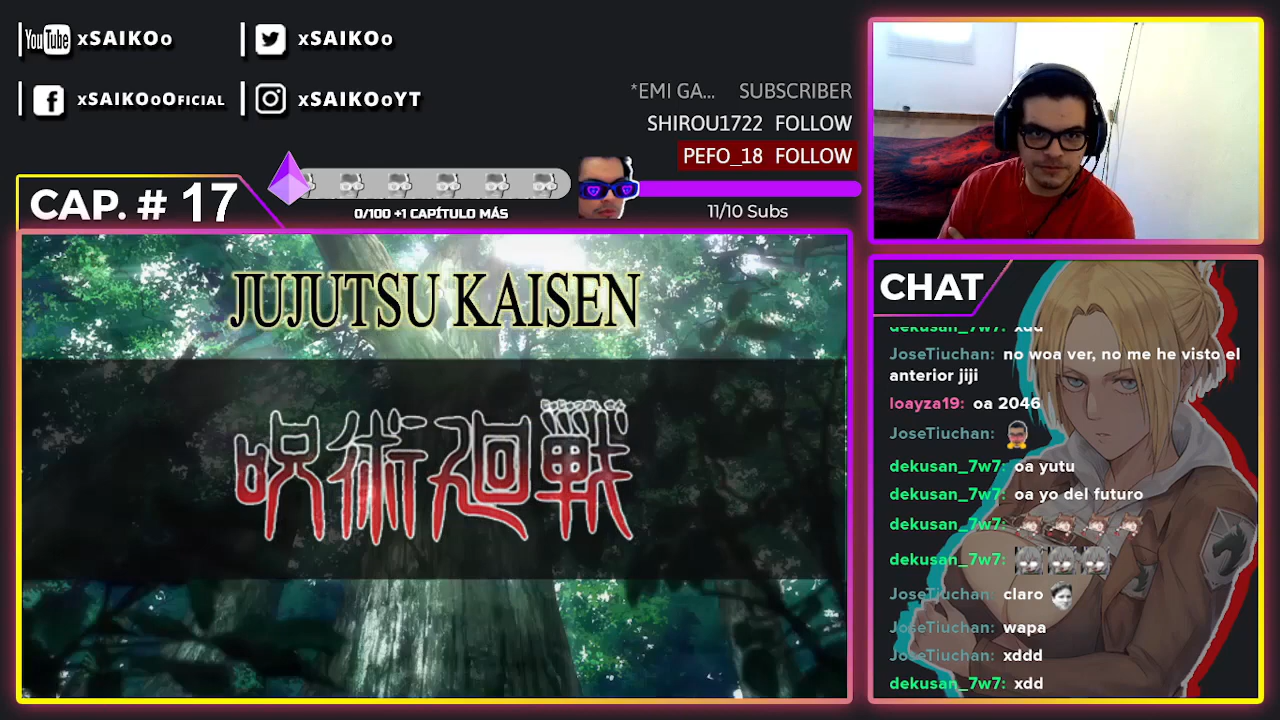 YouTube xSAIKOo
xSAIKOo
xSAIKOoOficial
xSAIKOoYT
*EMI GA... SUBSCRIBER
SHIROU1722 FOLLOW
PEFO_18 FOLLOW
CAP. # 17
0/100 +1 CAPÍTULO MÁS
11/10 Subs
JUJUTSU KAISEN
呪術廻戦
CHAT
dekusan_7w7: xdd
JoseTiuchan: no woa ver, no me he visto el
anterior jiji
loayza19: oa 2046
JoseTiuchan:
dekusan_7w7: oa yutu
dekusan_7w7: oa yo del futuro
dekusan_7w7:
dekusan_7w7:
JoseTiuchan: claro
JoseTiuchan: wapa
JoseTiuchan: xddd
dekusan_7w7: xdd